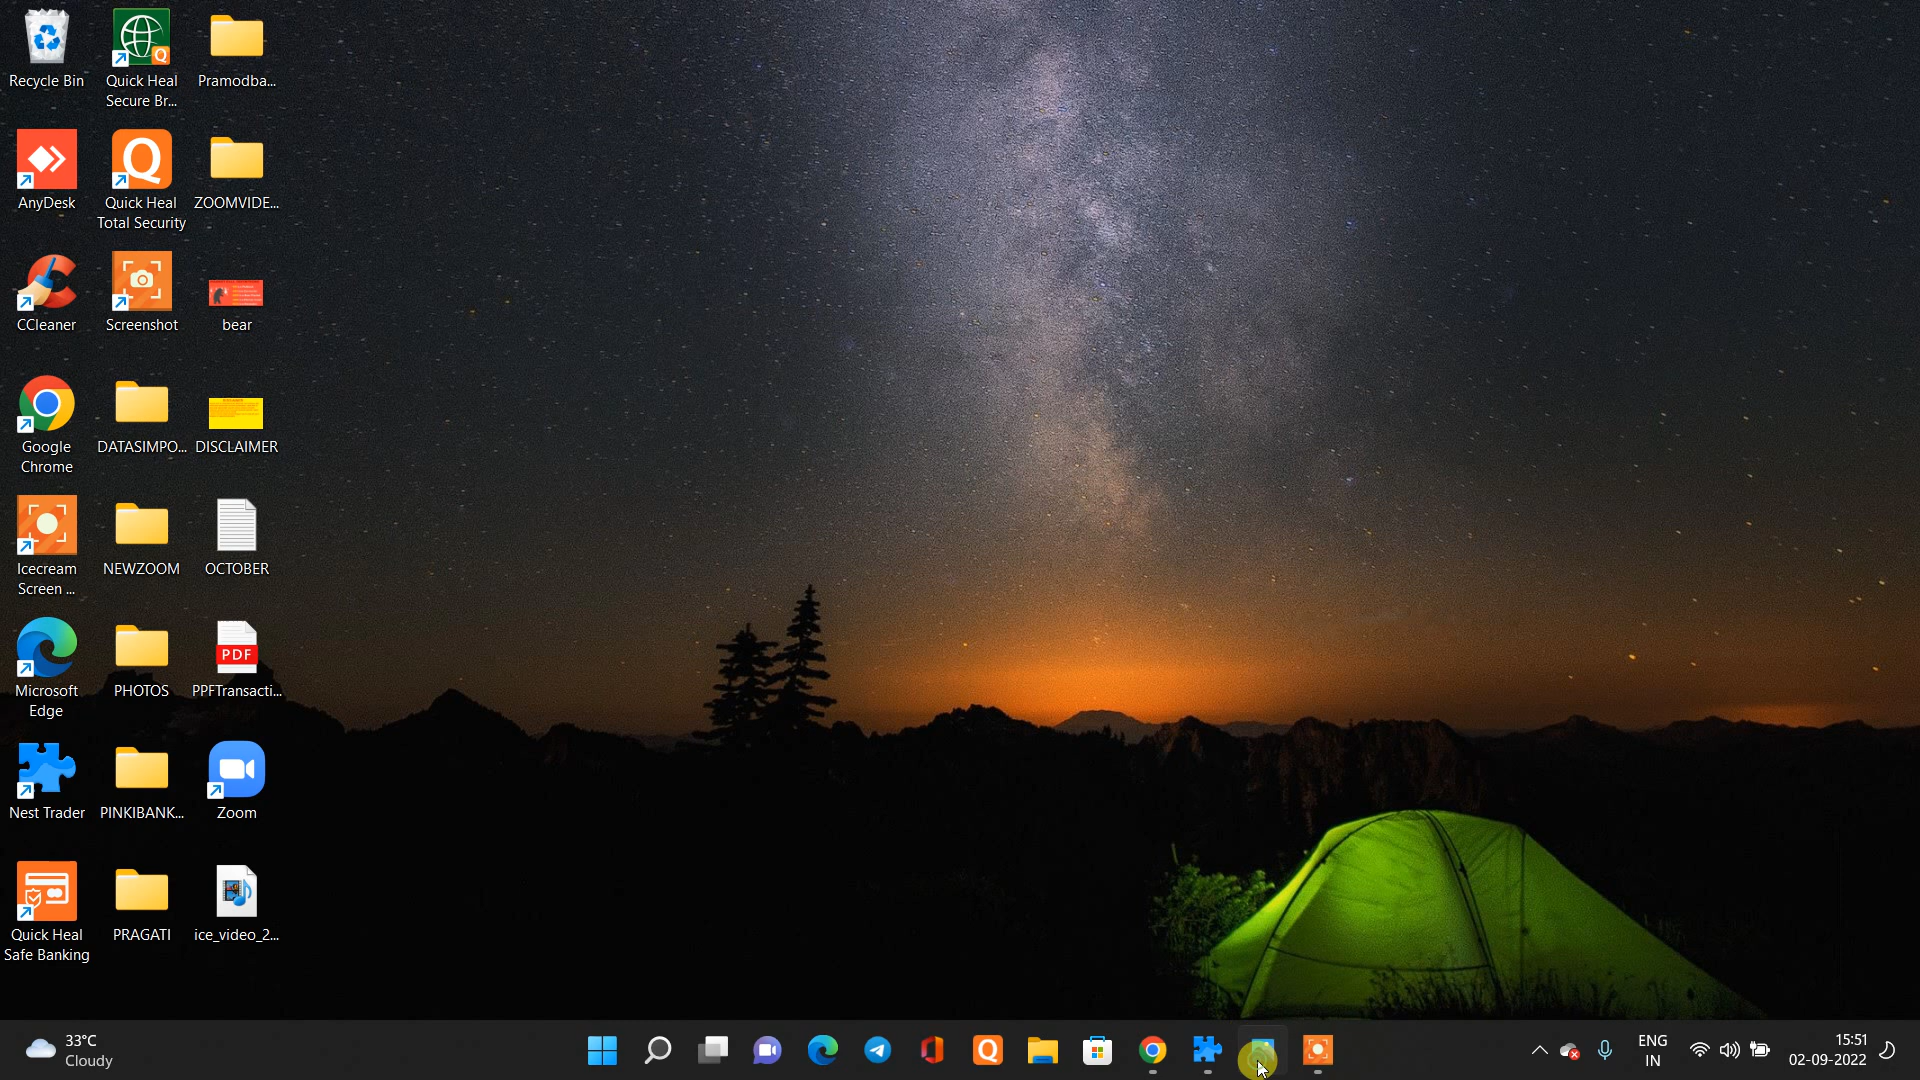 Recycle Bin
Quick Heal
Secure Br...
Pramodba...
AnyDesk
Quick Heal
Total Security
ZOOMVIDE...
CCleaner
Screenshot
bear
Google
Chrome
DATASIMPO...
DISCLAIMER
Icecream
Screen ...
NEWZOOM
OCTOBER
Microsoft
Edge
PHOTOS
PDF
PPFTransacti...
Nest Trader
PINKIBANK...
Zoom
Quick Heal
Safe Banking
PRAGATI
ice_video_2...
33°C
Cloudy
ENG
IN
15:51
02-09-2022